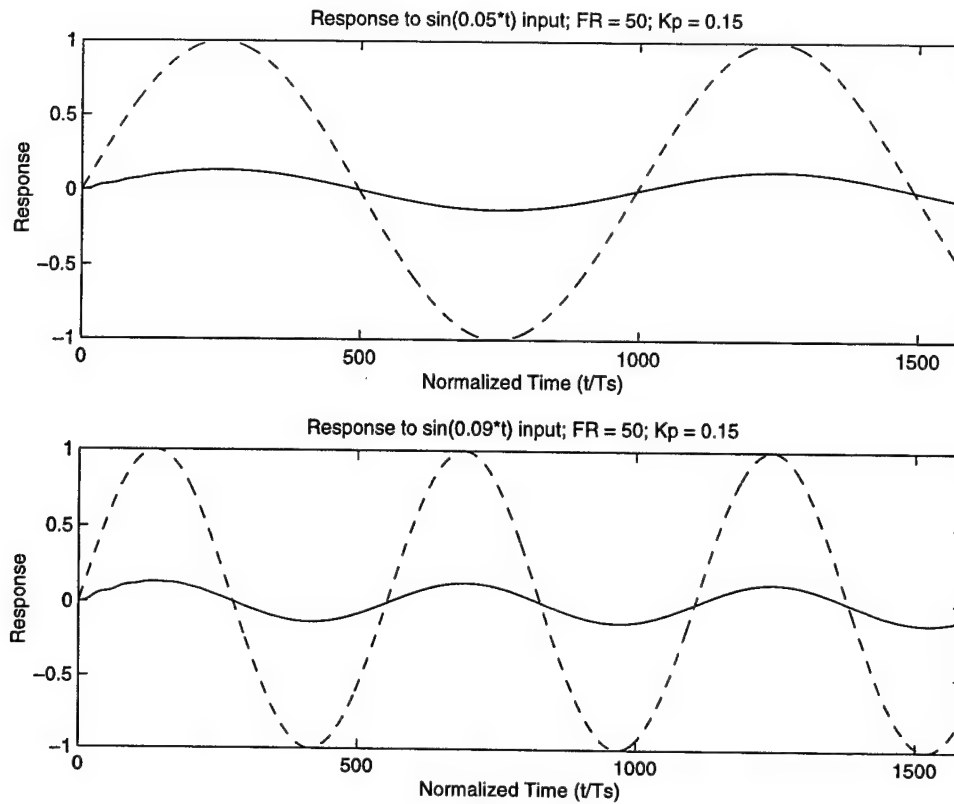 Response to sin(0.05*t) input; FR = 50; Kp = 0.15
1
0.5
0
−0.5
−1
Response
0 500 1000 1500
Normalized Time (t/Ts)
Response to sin(0.09*t) input; FR = 50; Kp = 0.15
1
0.5
0
−0.5
−1
Response
0 500 1000 1500
Normalized Time (t/Ts)